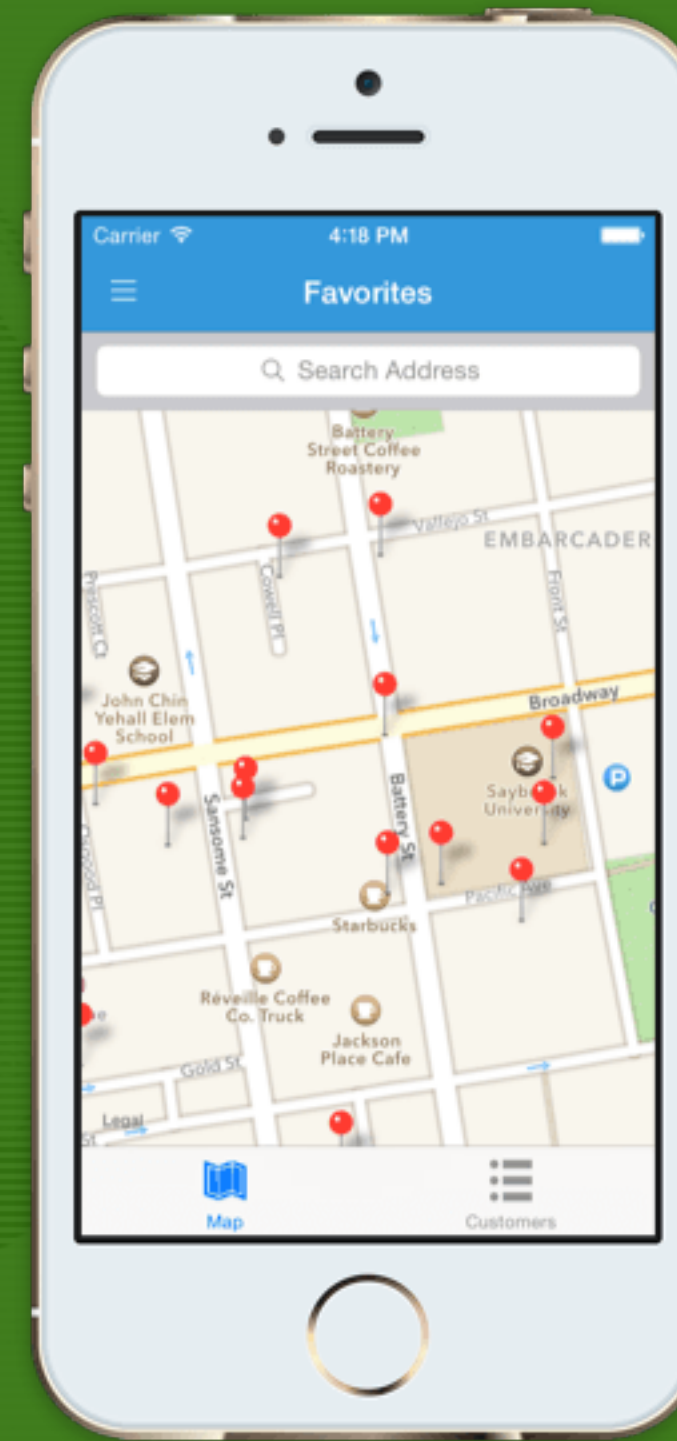 Carrier
4:18 PM
Favorites
Search Address
Battery
Street Coffee
Roastery
Vallejo St
EMBARCADER
Prescott Ct
Cowell Pl
Front St
John Chin
Yehall Elem
School
Broadway
Sansome St
Battery St
University
P
Pacific Ave
Starbucks
Réveille Coffee
Co. Truck
Jackson
Place Cafe
Gold St
Legal
St
Map
Customers